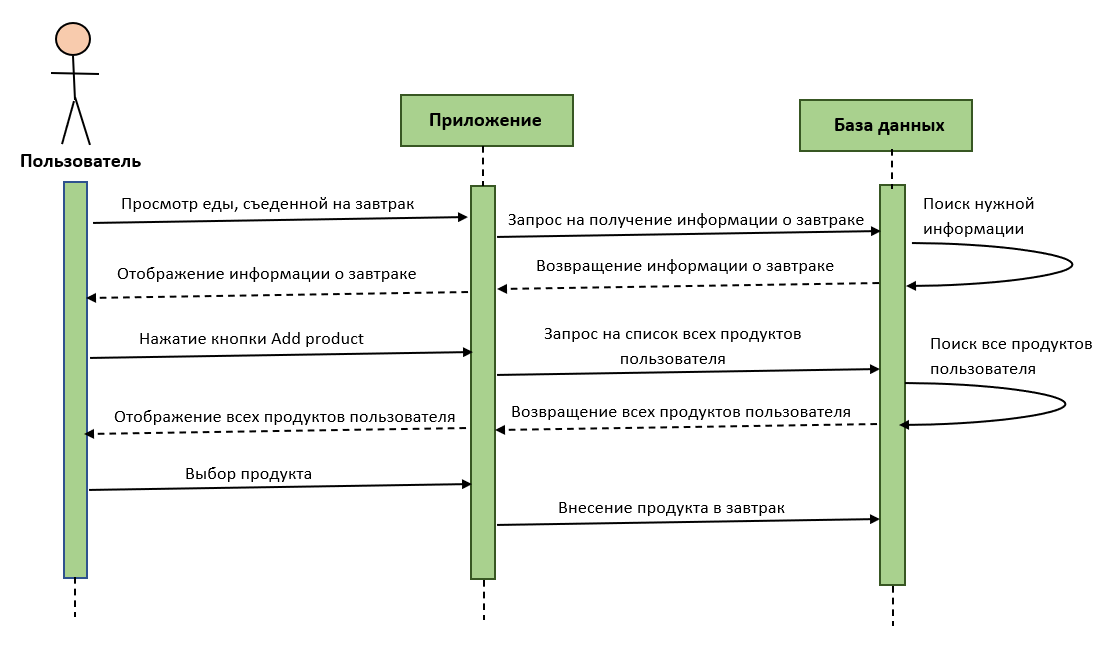 Приложение
База данных
Пользователь
Просмотр еды, съеденной на завтрак
Запрос на получение информации о завтраке
Поиск нужной
информации
Возвращение информации о завтраке
Отображение информации о завтраке
Нажатие кнопки Add product
Запрос на список всех продуктов
пользователя
Поиск все продуктов
пользователя
Возвращение всех продуктов пользователя
Отображение всех продуктов пользователя
Выбор продукта
Внесение продукта в завтрак